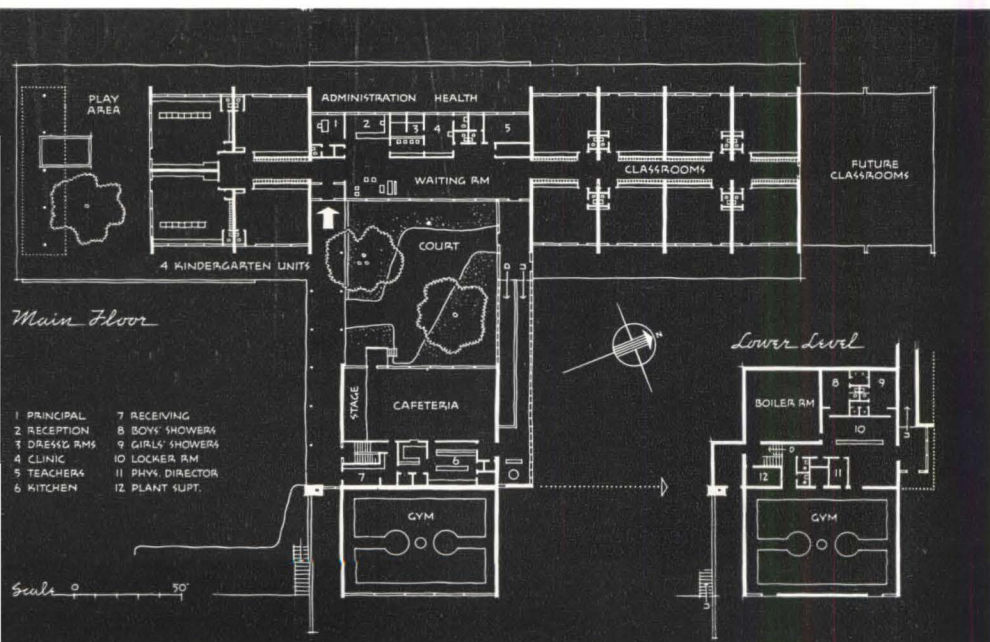 PLAY
AREA
ADMINISTRATION HEALTH
1
2
3
4
5
WAITING RM
CLASSROOMS
FUTURE
CLASSROOMS
COURT
D U
4 KINDERGARTEN UNITS
Main Floor
N
Lower Level
STAGE
CAFETERIA
6
7
GYM
BOILER RM
8
9
10
U
D
11
12
GYM
U
1 PRINCIPAL
2 RECEPTION
3 DRESS'G RMS
4 CLINIC
5 TEACHERS
6 KITCHEN
7 RECEIVING
8 BOYS' SHOWERS
9 GIRLS' SHOWERS
10 LOCKER RM
11 PHYS. DIRECTOR
12 PLANT SUPT.
Scale 0 50'